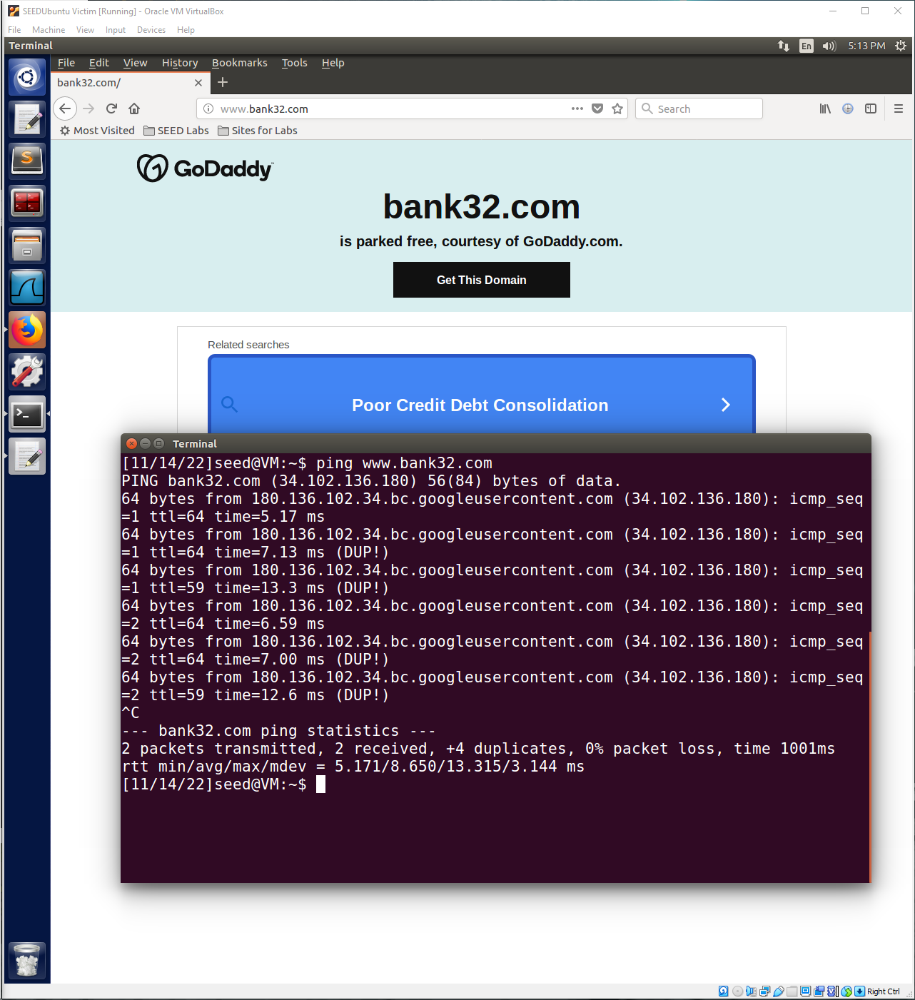 SEEDUbuntu Victim [Running] - Oracle VM VirtualBox
File Machine View Input Devices Help
Terminal En 5:13 PM
File Edit View History Bookmarks Tools Help
bank32.com/
www.bank32.com Search
Most Visited SEED Labs Sites for Labs
GoDaddy
bank32.com
is parked free, courtesy of GoDaddy.com.
Get This Domain
Related searches
Poor Credit Debt Consolidation
Terminal
[11/14/22]seed@VM:~$ ping www.bank32.com
PING bank32.com (34.102.136.180) 56(84) bytes of data.
64 bytes from 180.136.102.34.bc.googleusercontent.com (34.102.136.180): icmp_seq
=1 ttl=64 time=5.17 ms
64 bytes from 180.136.102.34.bc.googleusercontent.com (34.102.136.180): icmp_seq
=1 ttl=64 time=7.13 ms (DUP!)
64 bytes from 180.136.102.34.bc.googleusercontent.com (34.102.136.180): icmp_seq
=1 ttl=59 time=13.3 ms (DUP!)
64 bytes from 180.136.102.34.bc.googleusercontent.com (34.102.136.180): icmp_seq
=2 ttl=64 time=6.59 ms
64 bytes from 180.136.102.34.bc.googleusercontent.com (34.102.136.180): icmp_seq
=2 ttl=64 time=7.00 ms (DUP!)
64 bytes from 180.136.102.34.bc.googleusercontent.com (34.102.136.180): icmp_seq
=2 ttl=59 time=12.6 ms (DUP!)
^C
--- bank32.com ping statistics ---
2 packets transmitted, 2 received, +4 duplicates, 0% packet loss, time 1001ms
rtt min/avg/max/mdev = 5.171/8.650/13.315/3.144 ms
[11/14/22]seed@VM:~$
Right Ctrl